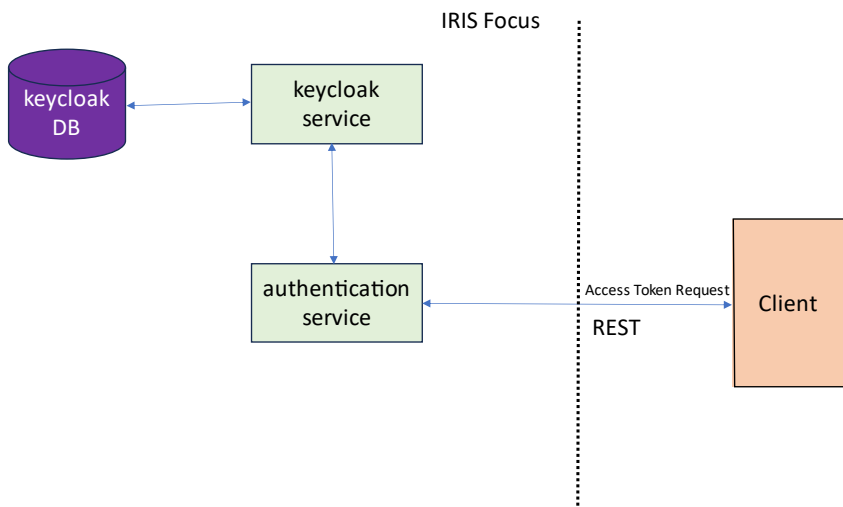 IRIS Focus
keycloak
DB
keycloak
service
authentication
service
Access Token Request
REST
Client